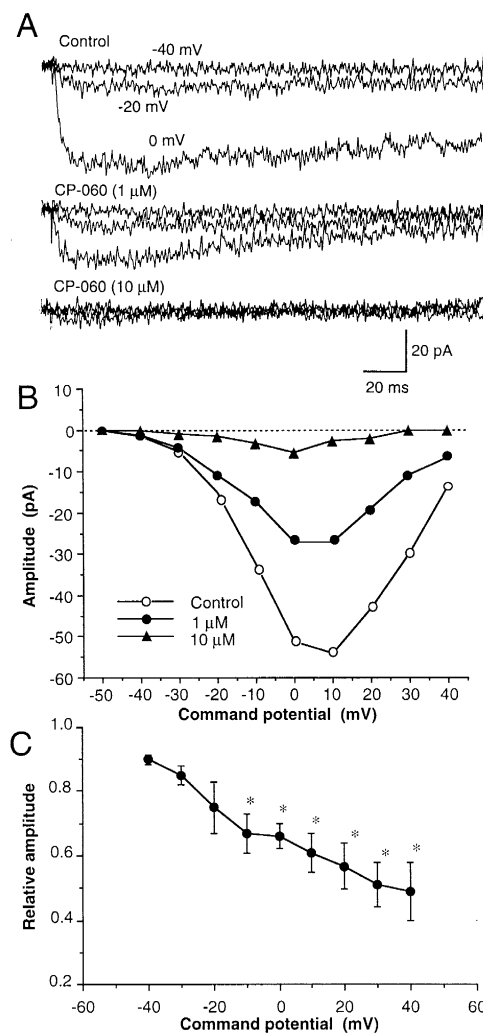 A
Control
-40 mV
-20 mV
0 mV
CP-060 (1 µM)
CP-060 (10 µM)
20 pA
20 ms
B
10
0
-10
-20
-30
-40
-50
-60
Amplitude (pA)
Control
1 µM
10 µM
-50 -40 -30 -20 -10 0 10 20 30 40
Command potential (mV)
C
1.0
0.8
0.6
0.4
0.2
Relative amplitude
* * * * * *
-60 -40 -20 0 20 40 60
Command potential (mV)